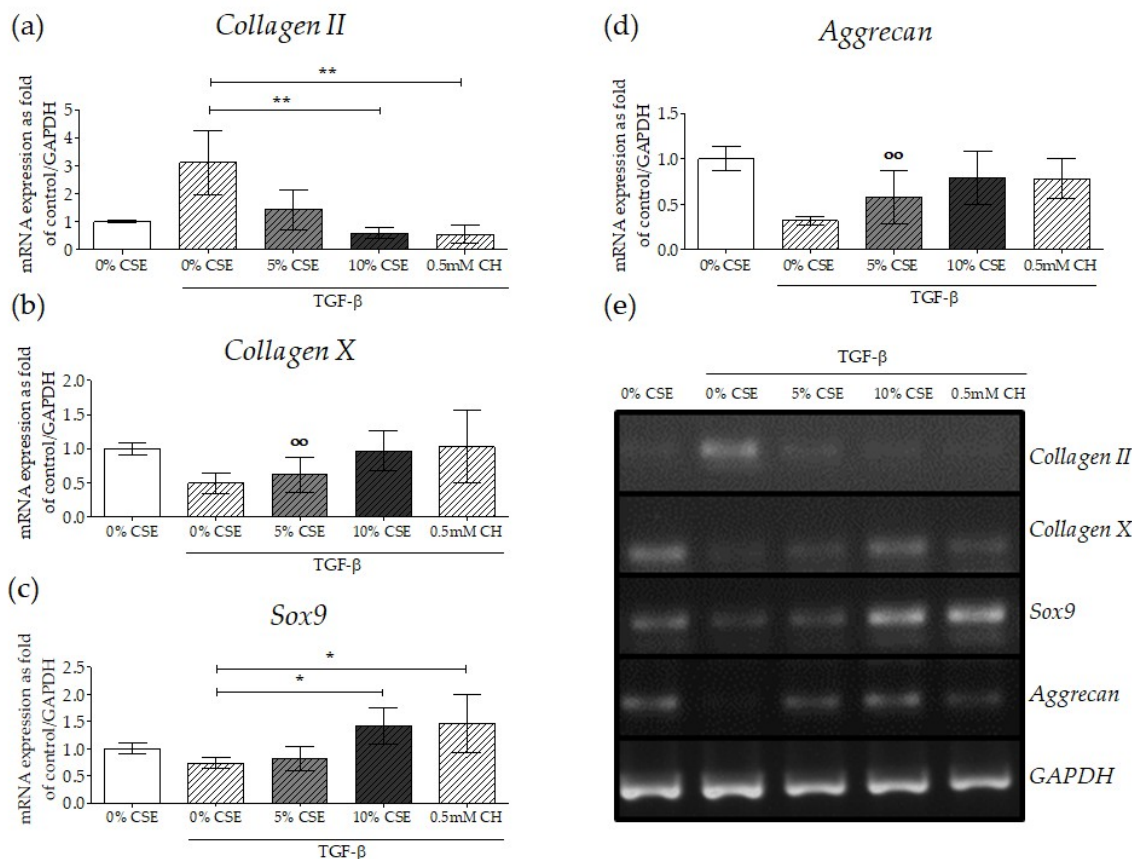 (a)
Collagen II
mRNA expression as fold
of control/GAPDH
5
4
3
2
1
0
**
**
0% CSE 0% CSE 5% CSE 10% CSE 0.5mM CH
TGF-β
(b)
Collagen X
mRNA expression as fold
of control/GAPDH
2.0
1.5
1.0
0.5
0.0
oo
0% CSE 0% CSE 5% CSE 10% CSE 0.5mM CH
TGF-β
(c)
Sox9
mRNA expression as fold
of control/GAPDH
2.5
2.0
1.5
1.0
0.5
0.0
*
*
0% CSE 0% CSE 5% CSE 10% CSE 0.5mM CH
TGF-β
(d)
Aggrecan
mRNA expression as fold
of control/GAPDH
1.5
1.0
0.5
0.0
oo
0% CSE 0% CSE 5% CSE 10% CSE 0.5mM CH
TGF-β
(e)
TGF-β
0% CSE 0% CSE 5% CSE 10% CSE 0.5mM CH
Collagen II
Collagen X
Sox9
Aggrecan
GAPDH